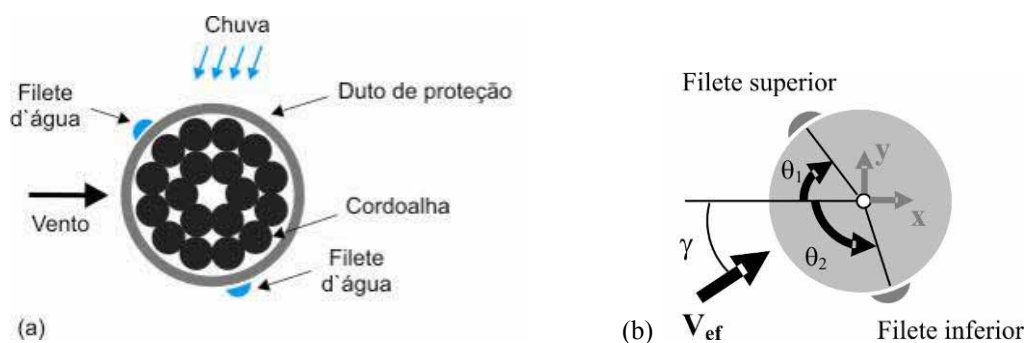 Chuva
Filete
d`água
Duto de proteção
Vento
Cordoalha
Filete
d`água
(a)
Filete superior
y
θ1
x
γ
θ2
Vef
(b)
Filete inferior